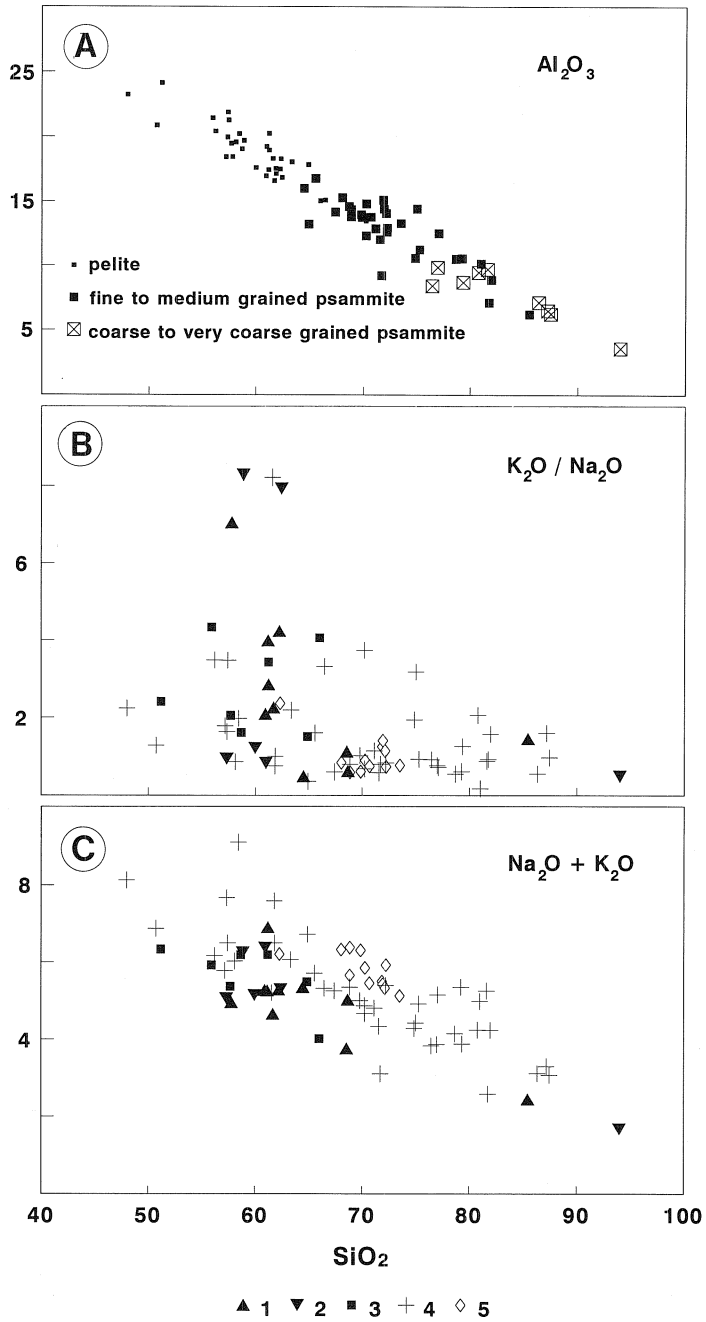 A
Al2O3
25
15
pelite
fine to medium grained psammite
5
coarse to very coarse grained psammite
B
K2O / Na2O
6
2
C
Na2O + K2O
8
4
40 50 60 70 80 90 100
SiO2
1 2 3 4 5